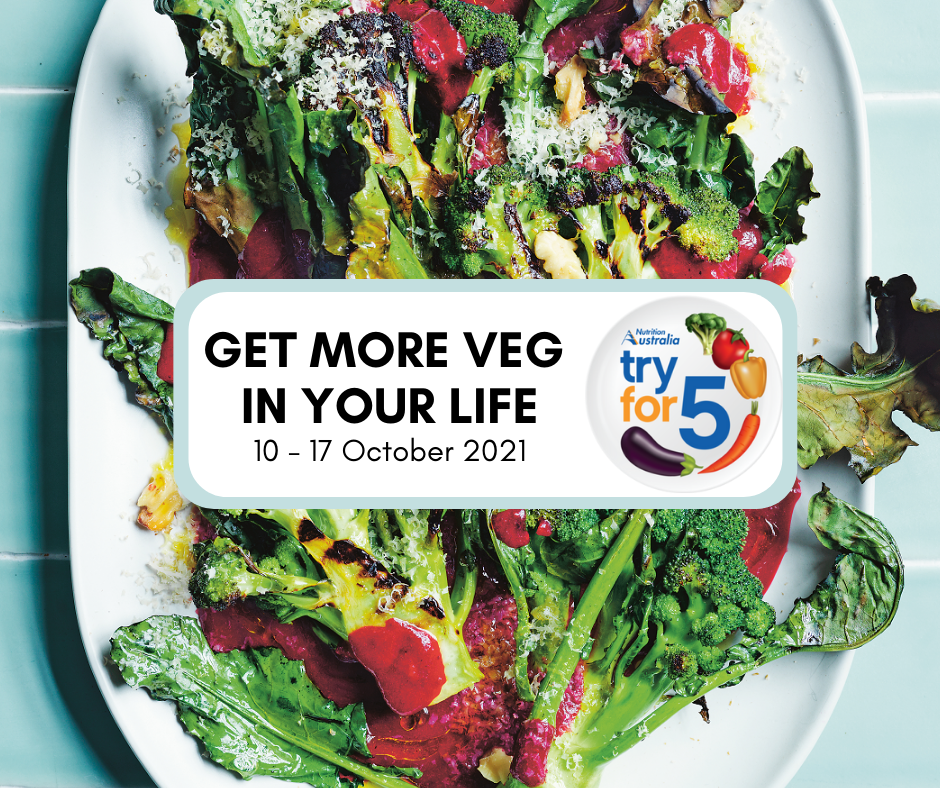 GET MORE VEG
IN YOUR LIFE
10 - 17 October 2021
Nutrition
Australia
try
for 5